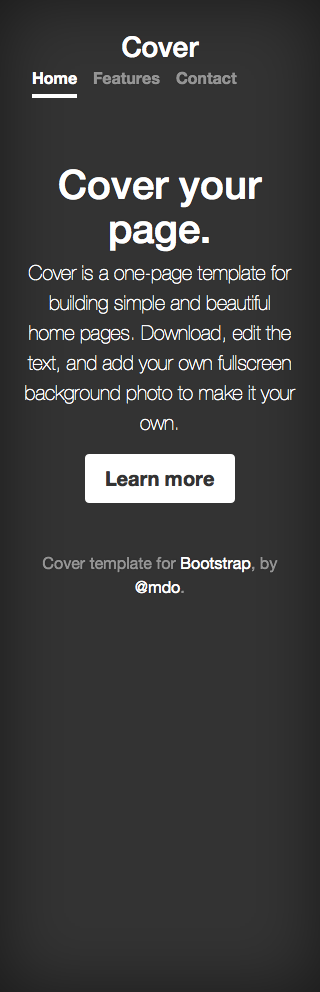 Cover
Home Features Contact
Cover your
page.
Cover is a one-page template for
building simple and beautiful
home pages. Download, edit the
text, and add your own fullscreen
background photo to make it your
own.
Learn more
Cover template for Bootstrap, by
@mdo.